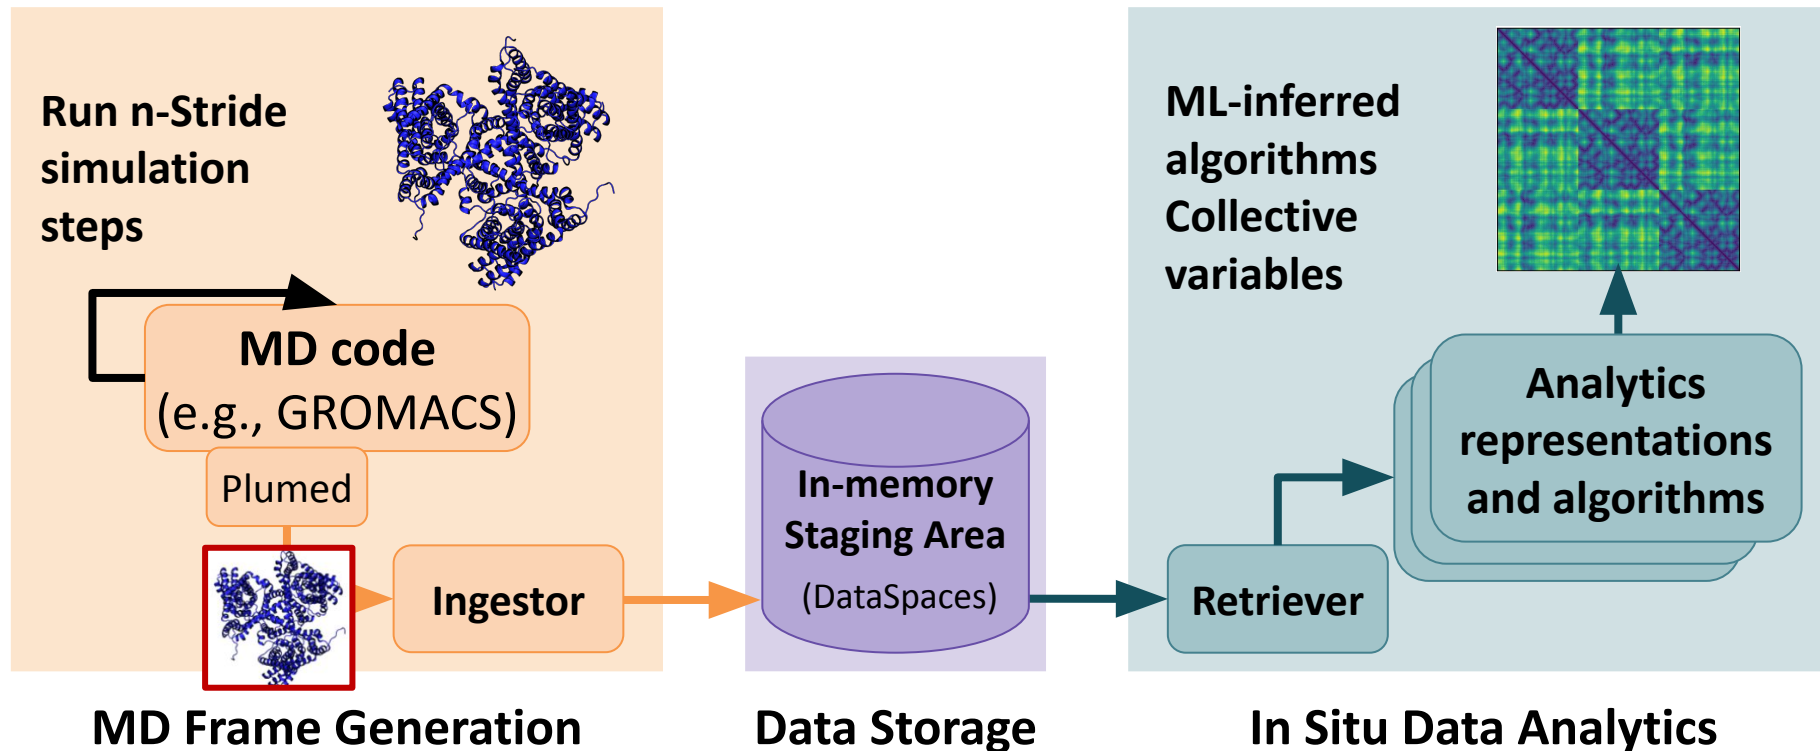 Run n-Stride
simulation
steps
MD code
(e.g., GROMACS)
Plumed
Ingestor
MD Frame Generation
In-memory
Staging Area
(DataSpaces)
Data Storage
ML-inferred
algorithms
Collective
variables
Analytics
representations
and algorithms
Retriever
In Situ Data Analytics